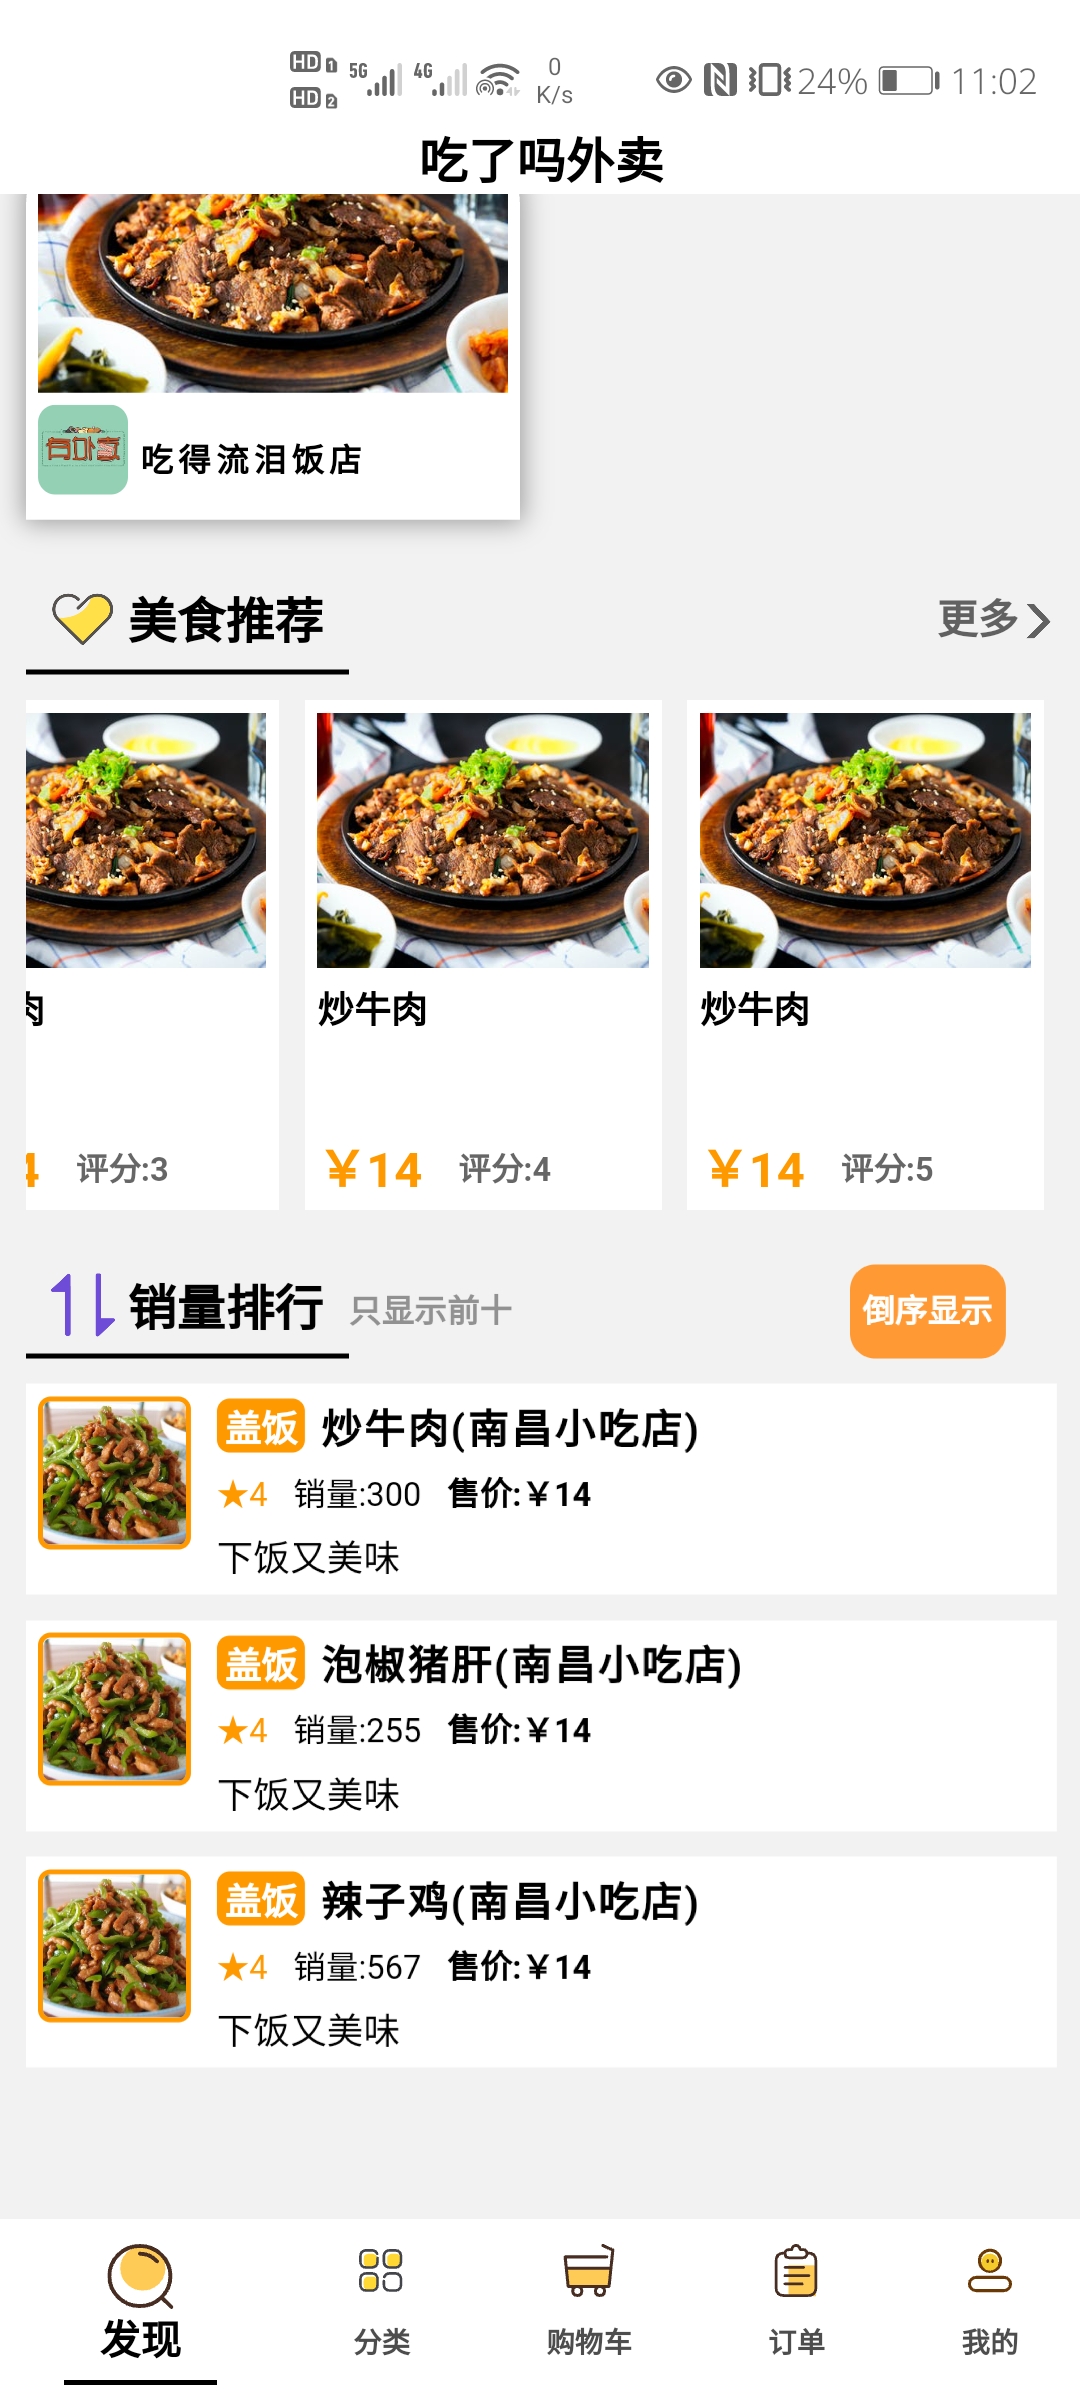 HD 1 5G 4G 0 24% 11:02
HD 2 K/s
吃了吗外卖
吃得流泪饭店
美食推荐 更多
肉 炒牛肉 炒牛肉
4 评分:3 ￥14 评分:4 ￥14 评分:5
销量排行 只显示前十 倒序显示
盖饭 炒牛肉(南昌小吃店)
★4 销量:300 售价:￥14
下饭又美味
盖饭 泡椒猪肝(南昌小吃店)
★4 销量:255 售价:￥14
下饭又美味
盖饭 辣子鸡(南昌小吃店)
★4 销量:567 售价:￥14
下饭又美味
发现 分类 购物车 订单 我的